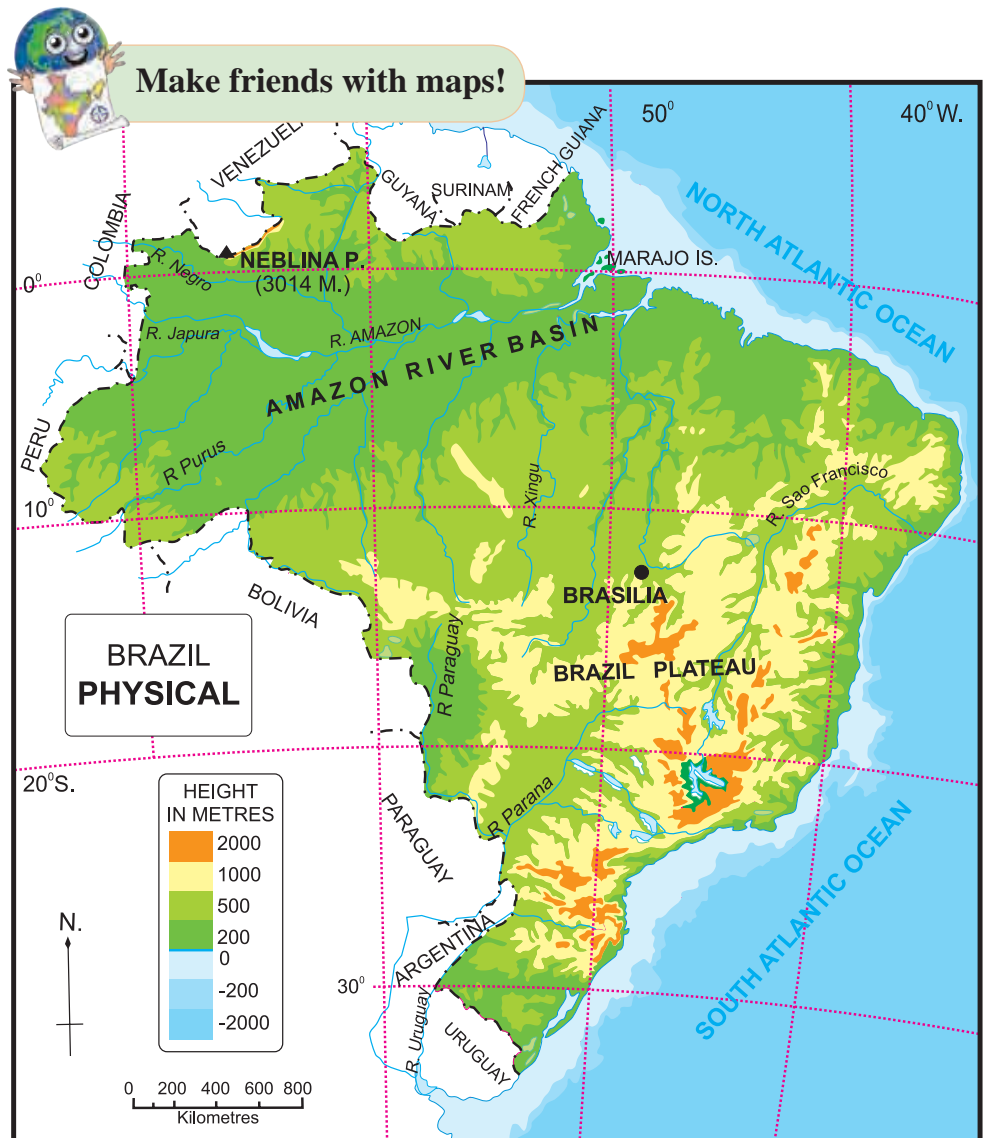 Make friends with maps!
50⁰
40⁰ W.
VENEZUEL
COLOMBIA
GUYANA
SURINAM
FRENCH GUIANA
NORTH ATLANTIC OCEAN
MARAJO IS.
NEBLINA P.
(3014 M.)
R. Negro
0⁰
R. Japura
R. AMAZON
AMAZON RIVER BASIN
PERU
R Purus
R. Xingu
R. Sao Francisco
10⁰
BRASILIA
BOLIVIA
BRAZIL
PHYSICAL
R Paraguay
BRAZIL PLATEAU
20⁰S.
HEIGHT
IN METRES
2000
1000
500
200
0
-200
-2000
PARAGUAY
R Parana
N.
ARGENTINA
30⁰
R. Uruguay
URUGUAY
SOUTH ATLANTIC OCEAN
0 200 400 600 800
Kilometres